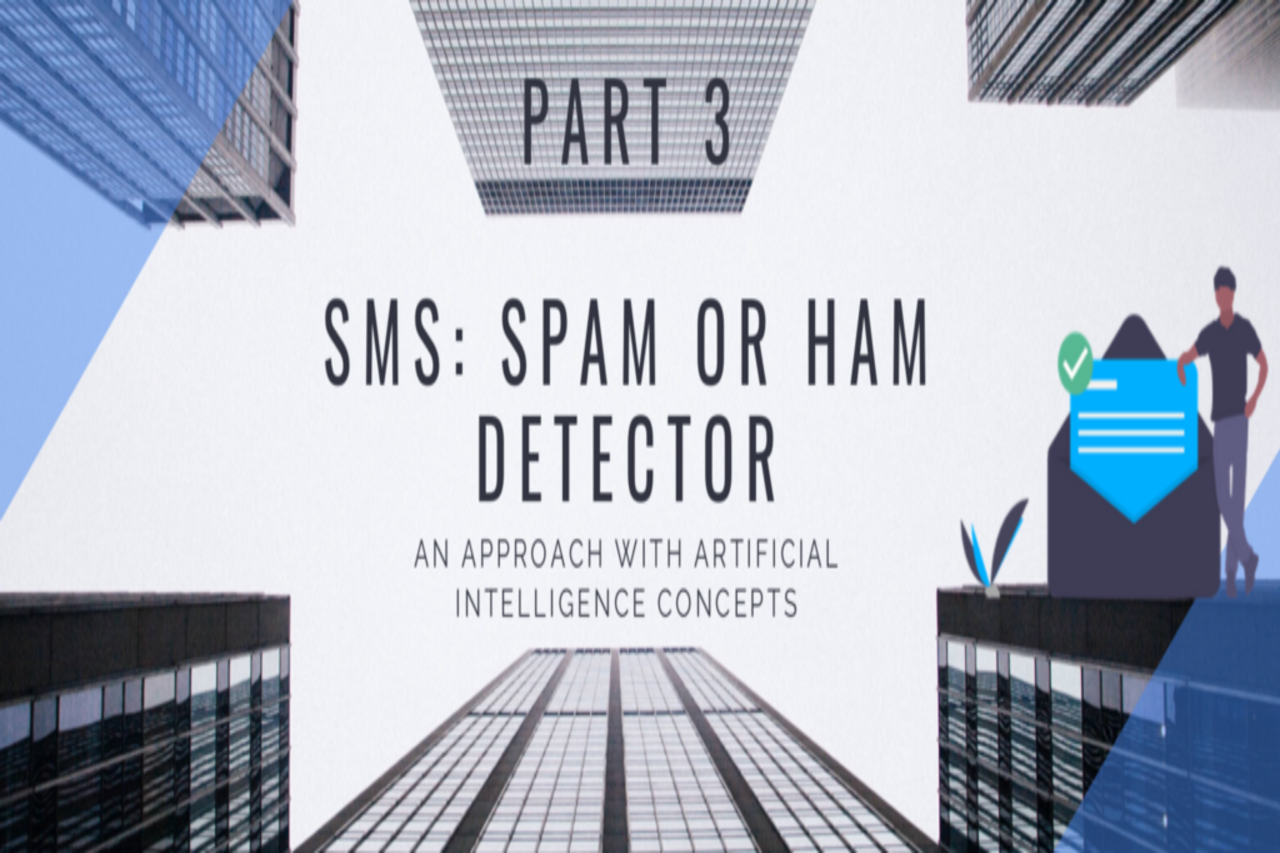 PART 3
SMS: SPAM OR HAM
DETECTOR
AN APPROACH WITH ARTIFICIAL
INTELLIGENCE CONCEPTS